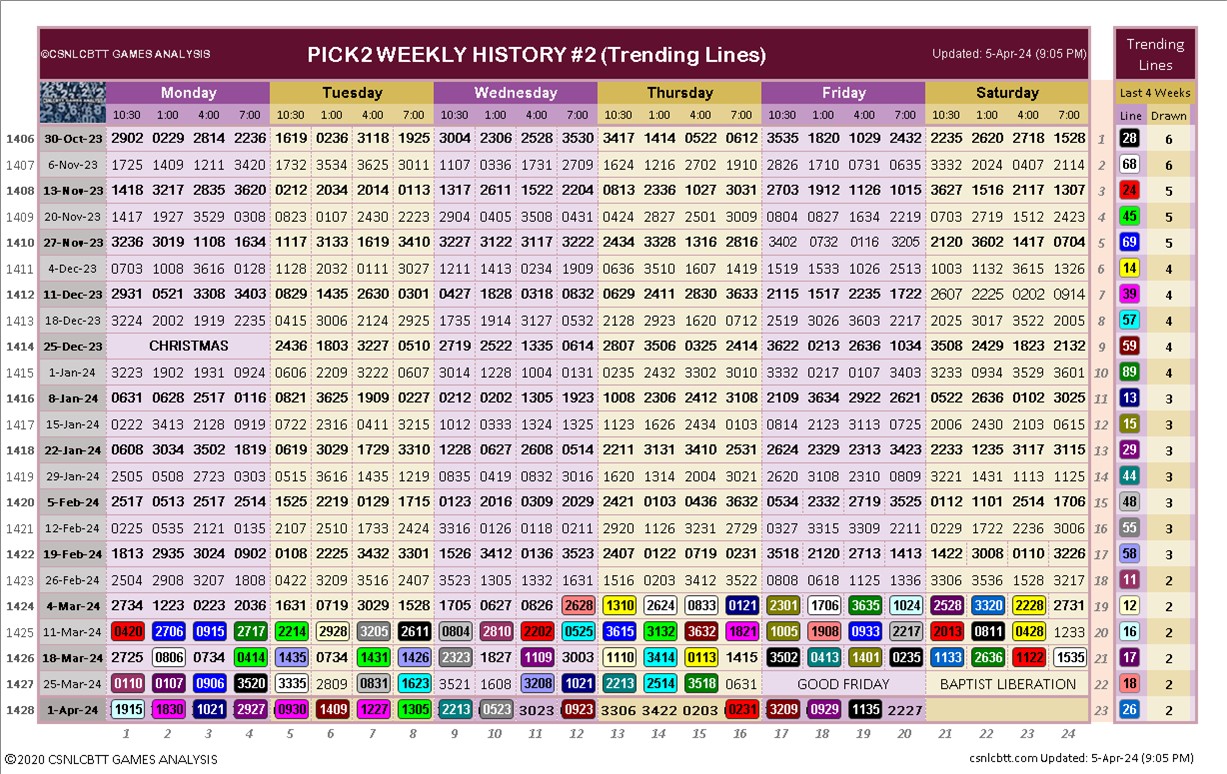 ©CSNLCBTT GAMES ANALYSIS PICK2 WEEKLY HISTORY #2 (Trending Lines) Updated: 5-Apr-24 (9:05 PM) Trending Lines
Monday Tuesday Wednesday Thursday Friday Saturday Last 4 Weeks
10:30 1:00 4:00 7:00 10:30 1:00 4:00 7:00 10:30 1:00 4:00 7:00 10:30 1:00 4:00 7:00 10:30 1:00 4:00 7:00 10:30 1:00 4:00 7:00 Line Drawn
1406 30-Oct-23 2902 0229 2814 2236 1619 0236 3118 1925 3004 2306 2528 3530 3417 1414 0522 0612 3535 1820 1029 2432 2235 2620 2718 1528 1 28 6
1407 6-Nov-23 1725 1409 1211 3420 1732 3534 3625 3011 1107 0336 1731 2709 1624 1216 2702 1910 2826 1710 0131 0635 3332 2024 0407 2114 2 68 6
1408 13-Nov-23 1418 3217 2835 3620 0212 2034 2014 0113 1317 2611 1522 2204 0813 2336 1027 3031 2703 1912 1126 1015 3627 1516 2117 1307 3 24 5
1409 20-Nov-23 1417 1927 3529 0308 0823 0107 2430 2223 2904 0405 3508 0431 0424 2827 2501 3009 0804 0827 1634 2219 0703 2719 1512 2423 4 45 5
1410 27-Nov-23 3236 3019 1108 1634 1117 3133 1619 3410 3227 3122 3117 3222 2434 3328 1316 2816 3402 0732 0116 3205 2120 3602 1417 0704 5 69 5
1411 4-Dec-23 0703 1008 3616 0128 1128 2032 0111 3027 1211 1413 0234 1909 0636 3510 1607 1419 1519 1533 1026 2513 1003 1132 3615 1326 6 14 4
1412 11-Dec-23 2931 0521 3308 3403 0829 1435 2630 0301 0427 1828 0318 0832 0629 2411 2830 3633 2115 1517 2235 1722 2607 2225 0202 0914 7 39 4
1413 18-Dec-23 3224 2002 1919 2235 0415 3006 2124 2925 1735 1914 3127 0532 2128 2923 1620 0712 2519 3026 3503 2217 2025 3017 3522 2005 8 57 4
1414 25-Dec-23 CHRISTMAS 2436 1803 3227 0510 2719 2522 1335 0614 2807 3506 0325 2414 3622 0213 2636 1034 3508 2429 1823 2132 9 59 4
1415 1-Jan-24 3223 1902 1931 0924 0606 2209 3222 0607 3014 1228 1004 0131 0235 2432 3302 3010 3332 0217 0107 3403 3233 0934 3529 3601 10 89 4
1416 8-Jan-24 0631 0628 2517 0116 0821 3625 1909 0227 0212 0202 1305 1923 1008 2306 2412 3108 2109 3634 2922 2621 0522 2636 0102 3025 11 13 3
1417 15-Jan-24 0222 3413 2128 0919 0722 2316 0411 3211 1012 0333 1324 1325 1123 1626 2434 0103 0814 2123 3113 0725 2006 2430 2103 0615 12 15 3
1418 22-Jan-24 0608 3034 3502 1819 0619 3029 1729 3319 1228 0627 2608 0514 2211 3131 3410 2531 2624 2329 2313 3423 2233 1235 3117 3115 13 29 3
1419 29-Jan-24 2505 0508 2723 0303 0515 3616 1435 1219 0835 0419 0832 3016 1620 1314 2004 3021 2620 3108 2310 0809 3221 1431 1113 1125 14 44 3
1420 5-Feb-24 2517 0513 2517 2514 1525 2219 0129 1715 0123 2016 0309 2029 2421 0103 0436 3632 0534 2332 2719 3525 0112 1101 2514 1706 15 48 3
1421 12-Feb-24 0225 0535 2121 0135 2107 2510 1733 2424 3316 0126 0118 0211 2920 1126 3231 2729 0327 3315 3309 2211 0229 1722 2236 3006 16 55 3
1422 19-Feb-24 1813 2935 3024 0902 0108 2225 3432 3301 1526 3412 0136 3523 2407 0122 0719 0231 3518 2120 2713 1413 1422 3008 0110 3226 17 58 3
1423 26-Feb-24 2504 2908 3207 1808 0422 3209 3516 2407 3523 1305 1332 1631 1516 0203 3412 3522 0808 0618 1125 1336 3306 3536 1528 3217 18 11 2
1424 4-Mar-24 2734 1223 0223 2036 1631 0719 3029 1528 1705 0627 0826 2628 1310 2624 0833 0121 2301 1706 3635 1024 2528 3320 2228 2731 19 12 2
1425 11-Mar-24 0420 2706 0915 2717 2214 2928 3205 2611 0804 2810 2202 0525 3615 3132 3632 1821 1005 1908 0933 2217 2013 0811 0428 1233 20 16 2
1426 18-Mar-24 2725 0806 0734 0414 1435 0734 1431 1426 2323 1827 1109 3003 1110 3414 0113 1415 3502 0413 1401 0235 1133 2636 1122 1535 21 17 2
1427 25-Mar-24 0110 0107 0906 3520 3335 2809 0831 1623 3521 1608 3208 1021 2213 2514 3518 0631 GOOD FRIDAY BAPTIST LIBERATION 22 18 2
1428 1-Apr-24 1915 1830 1021 2927 0930 1409 1227 1305 2213 0523 3023 0923 3306 3422 0203 0231 3209 0929 1135 2227 23 26 2
1 2 3 4 5 6 7 8 9 10 11 12 13 14 15 16 17 18 19 20 21 22 23 24
©2020 CSNLCBTT GAMES ANALYSIS csnlcbtt.com Updated: 5-Apr-24 (9:05 PM)